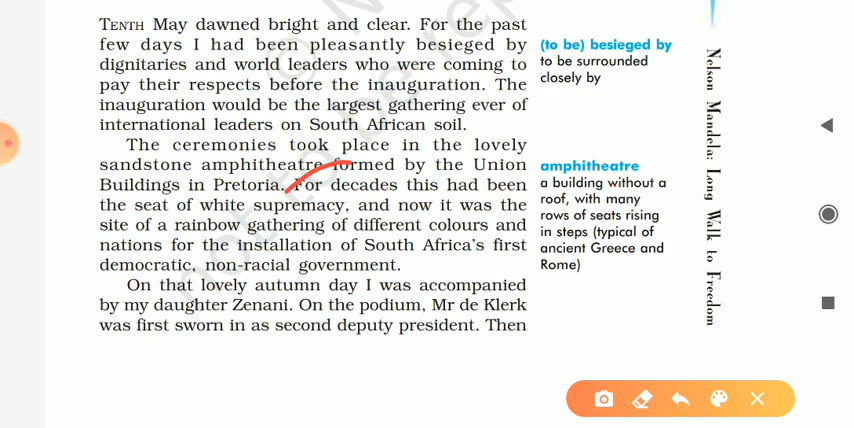 TENTH May dawned bright and clear. For the past
few days I had been pleasantly besieged by
dignitaries and world leaders who were coming to
pay their respects before the inauguration. The
inauguration would be the largest gathering ever of
international leaders on South African soil.
The ceremonies took place in the lovely
sandstone amphitheatre formed by the Union
Buildings in Pretoria. For decades this had been
the seat of white supremacy, and now it was the
site of a rainbow gathering of different colours and
nations for the installation of South Africa's first
democratic, non-racial government.
On that lovely autumn day I was accompanied
by my daughter Zenani. On the podium, Mr de Klerk
was first sworn in as second deputy president. Then
(to be) besieged by
to be surrounded
closely by
amphitheatre
a building without a
roof, with many
rows of seats rising
in steps (typical of
ancient Greece and
Rome)
Nelson Mandela: Long Walk to Freedom
© N
not to be rep